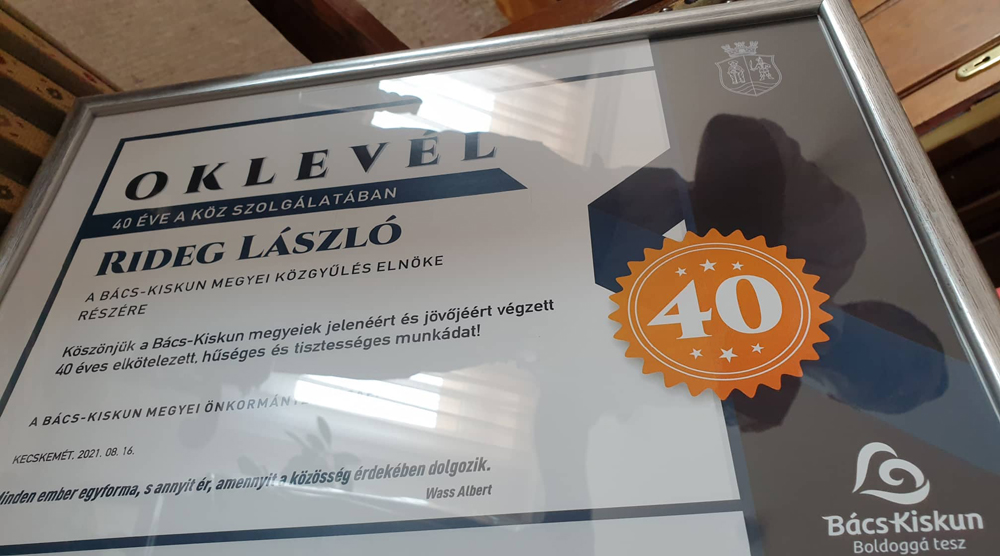 OKLEVÉL
40 ÉVE A KÖZ SZOLGÁLATÁBAN
RIDEG LÁSZLÓ
A BÁCS-KISKUN MEGYEI KÖZGYŰLÉS ELNÖKE
RÉSZÉRE
Köszönjük a Bács-Kiskun megyeiek jelenéért és jövőjéért végzett
40 éves elkötelezett, hűséges és tisztességes munkádat!
A BÁCS-KISKUN MEGYEI
KECSKEMÉT, 2021. 08. 16.
Minden ember egyforma, s annyit ér, amennyit a közösség érdekében dolgozik.
Wass Albert
40
Bács-Kiskun
Boldoggá tesz